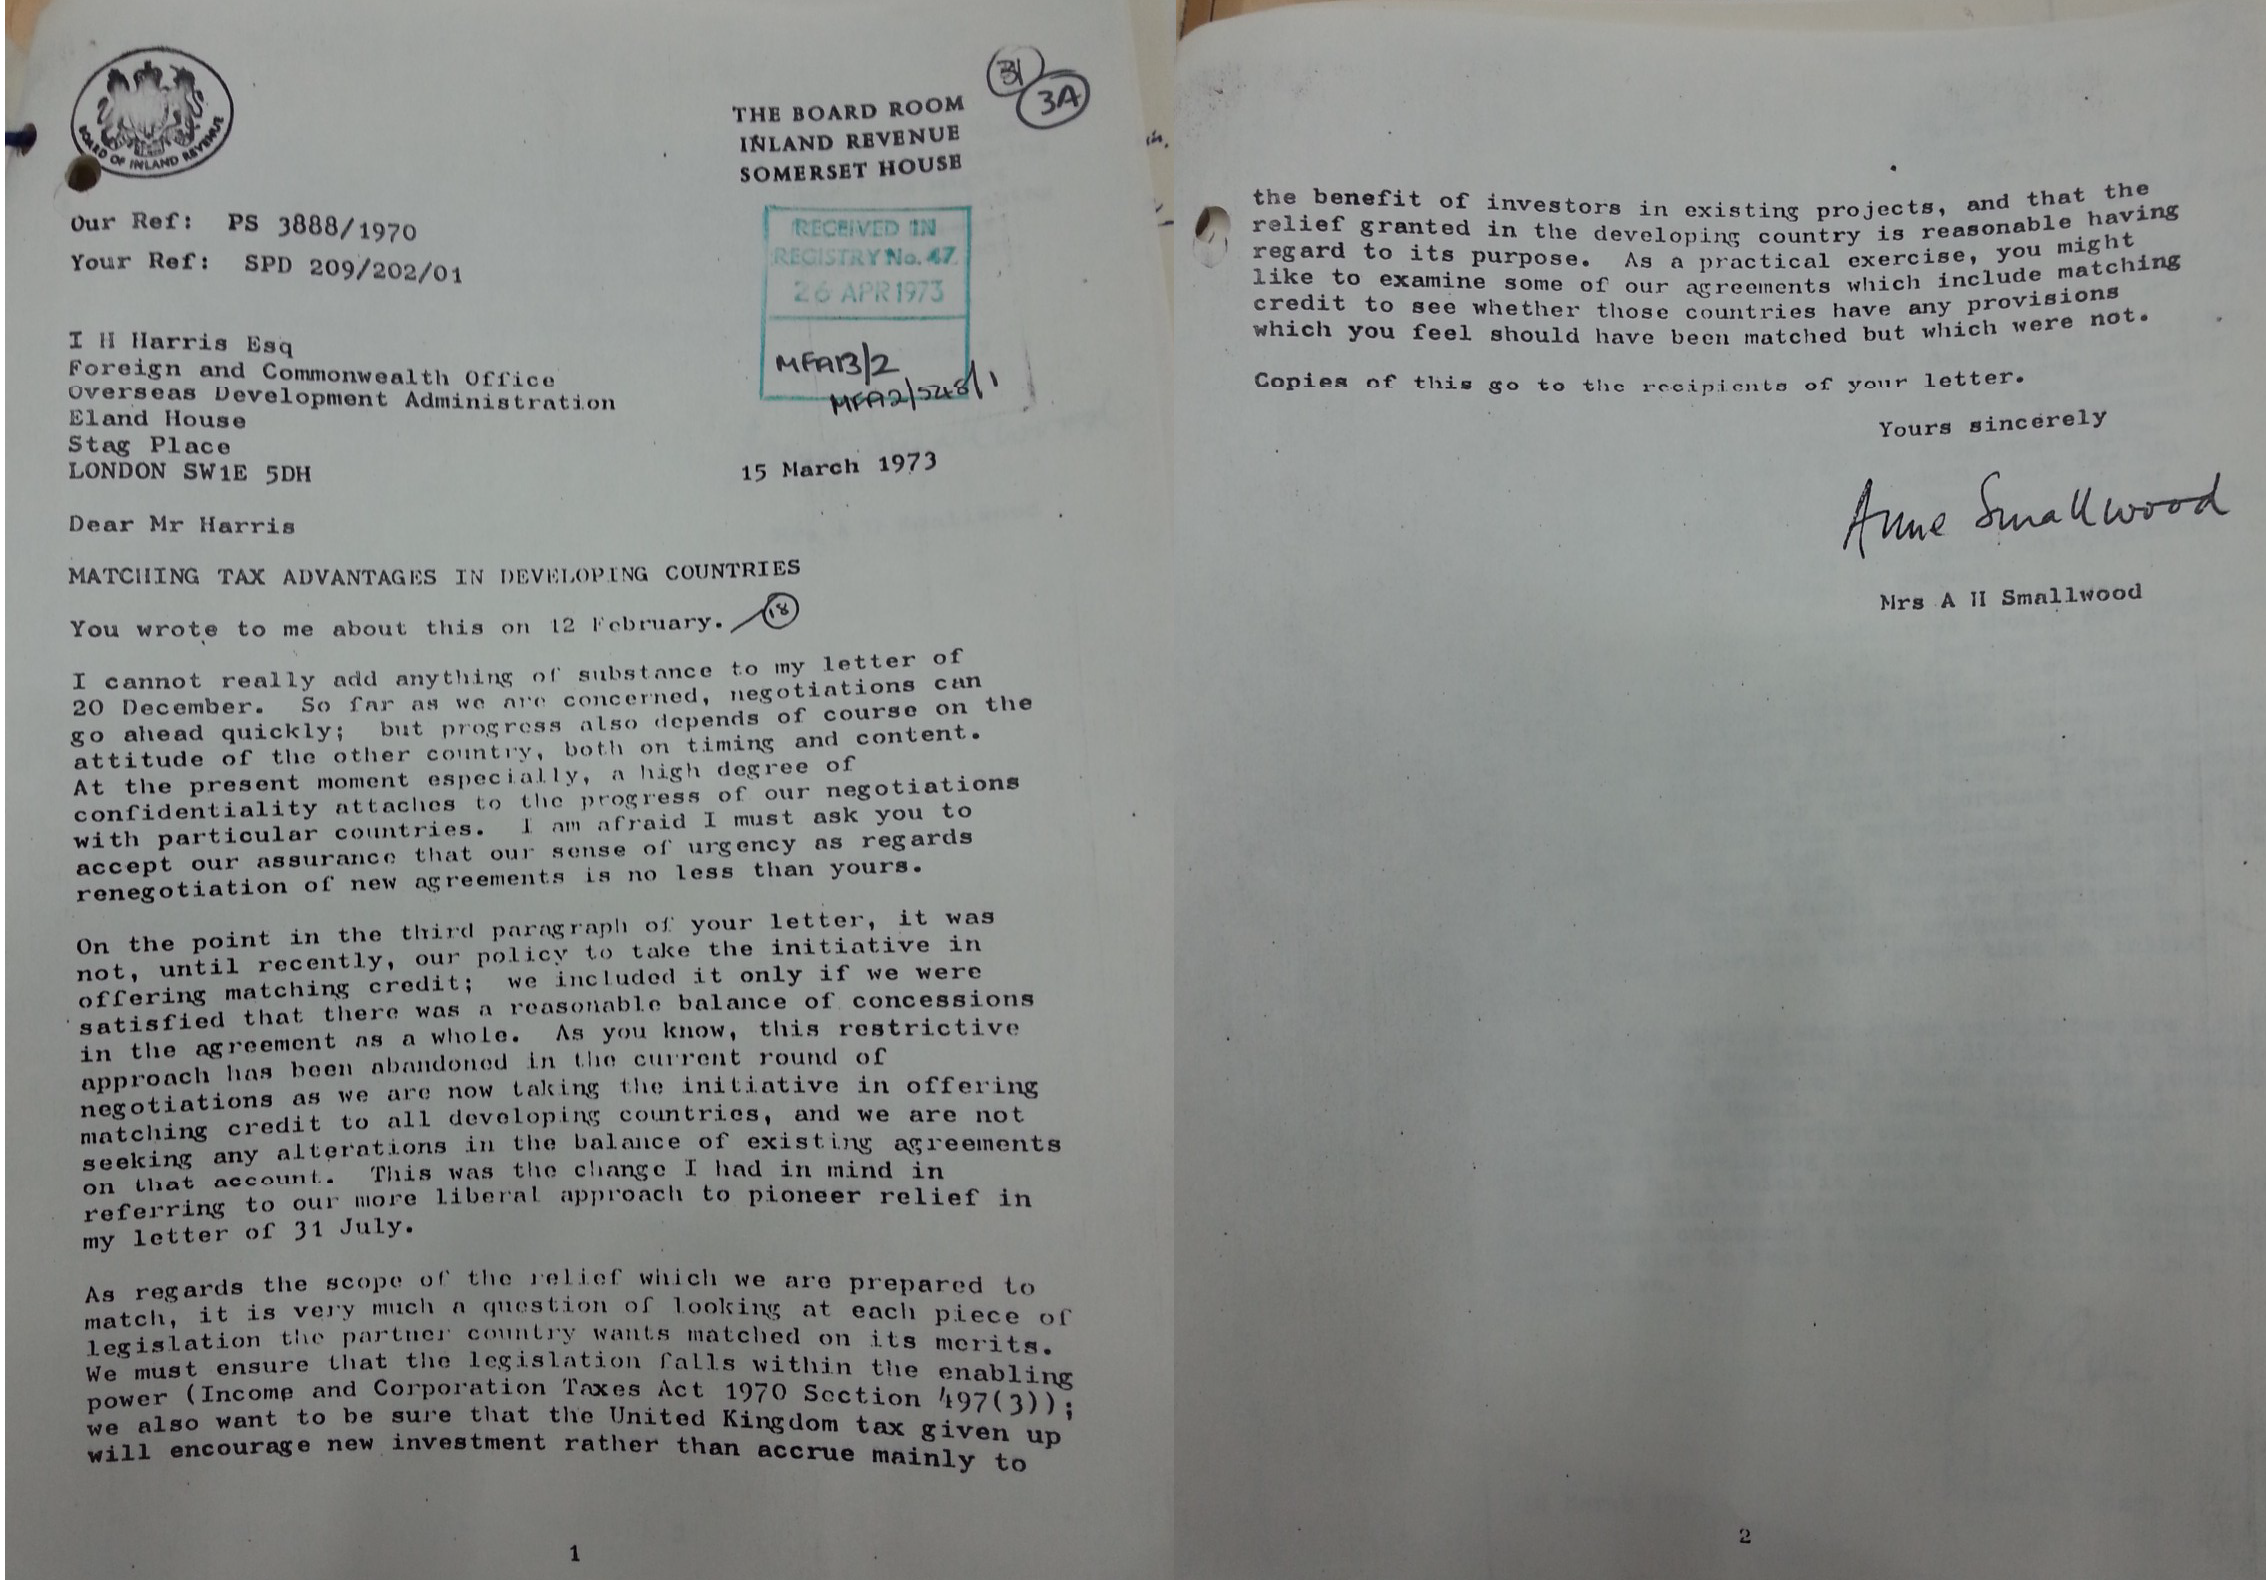 BOARD OF INLAND REVENUE
31
3A
THE BOARD ROOM
INLAND REVENUE
SOMERSET HOUSE
Our Ref: PS 3888/1970
Your Ref: SPD 209/202/01
RECEIVED IN
REGISTRY No. 47
26 APR 1973
MFA13/2
MFA2/548/1
I H Harris Esq
Foreign and Commonwealth Office
Overseas Development Administration
Eland House
Stag Place
LONDON SW1E 5DH
15 March 1973
Dear Mr Harris
MATCHING TAX ADVANTAGES IN DEVELOPING COUNTRIES
You wrote to me about this on 12 February. 18
I cannot really add anything of substance to my letter of
20 December. So far as we are concerned, negotiations can
go ahead quickly; but progress also depends of course on the
attitude of the other country, both on timing and content.
At the present moment especially, a high degree of
confidentiality attaches to the progress of our negotiations
with particular countries. I am afraid I must ask you to
accept our assurance that our sense of urgency as regards
renegotiation of new agreements is no less than yours.
On the point in the third paragraph of your letter, it was
not, until recently, our policy to take the initiative in
offering matching credit; we included it only if we were
satisfied that there was a reasonable balance of concessions
in the agreement as a whole. As you know, this restrictive
approach has been abandoned in the current round of
negotiations as we are now taking the initiative in offering
matching credit to all developing countries, and we are not
seeking any alterations in the balance of existing agreements
on that account. This was the change I had in mind in
referring to our more liberal approach to pioneer relief in
my letter of 31 July.
As regards the scope of the relief which we are prepared to
match, it is very much a question of looking at each piece of
legislation the partner country wants matched on its merits.
We must ensure that the legislation falls within the enabling
power (Income and Corporation Taxes Act 1970 Section 497(3));
we also want to be sure that the United Kingdom tax given up
will encourage new investment rather than accrue mainly to
1
the benefit of investors in existing projects, and that the
relief granted in the developing country is reasonable having
regard to its purpose. As a practical exercise, you might
like to examine some of our agreements which include matching
credit to see whether those countries have any provisions
which you feel should have been matched but which were not.
Copies of this go to the recipients of your letter.
Yours sincerely
Anne Smallwood
Mrs A H Smallwood
2